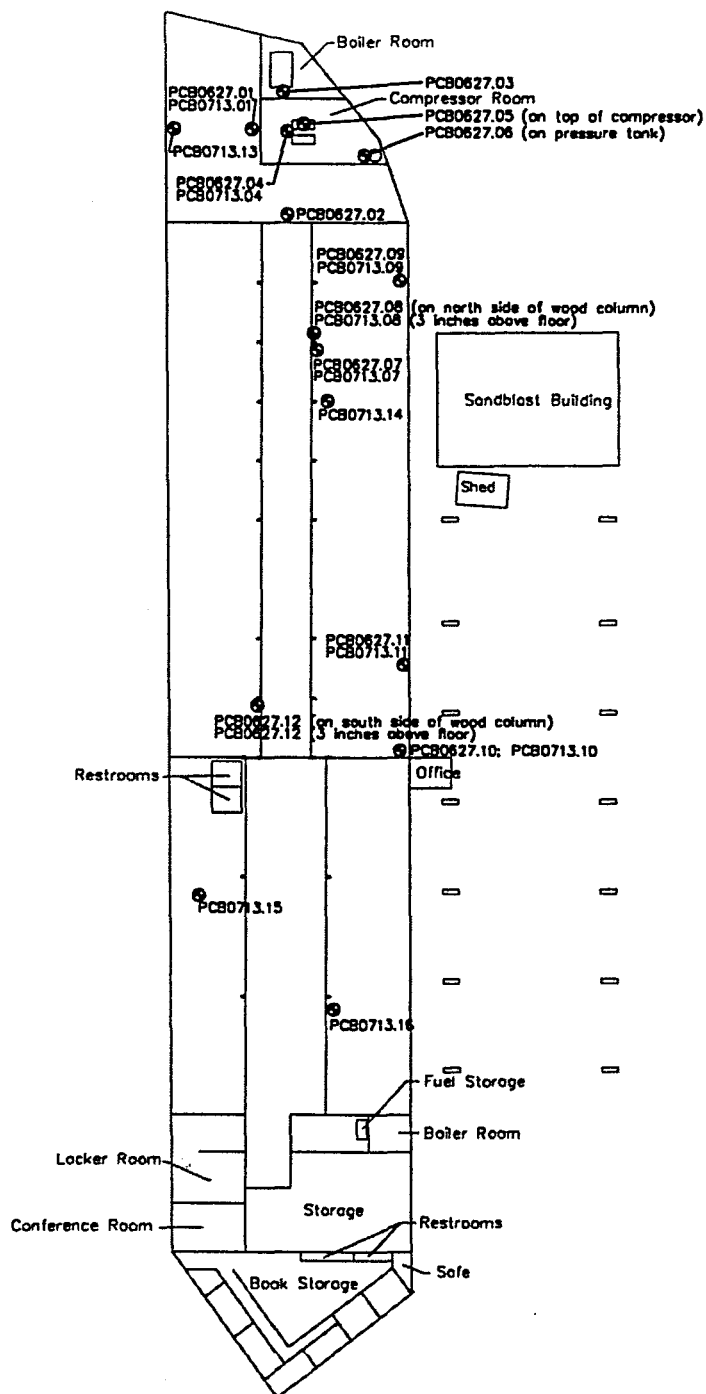 Boiler Room
PCB0627.01
PCB0713.01
PCB0627.03
Compressor Room
PCB0627.05 (on top of compressor)
PCB0627.06 (on pressure tank)
PCB0713.13
PCB0627.04
PCB0713.04
PCB0627.02
PCB0627.09
PCB0713.09
PCB0627.08 (on north side of wood column)
PCB0713.08 (3 inches above floor)
PCB0627.07
PCB0713.07
PCB0713.14
Sandblast Building
Shed
PCB0627.11
PCB0713.11
PCB0627.12 (on south side of wood column)
PCB0627.12 (3 inches above floor)
PCB0627.10; PCB0713.10
Restrooms
Office
PCB0713.15
PCB0713.16
Fuel Storage
Boiler Room
Locker Room
Storage
Conference Room
Restrooms
Book Storage
Safe